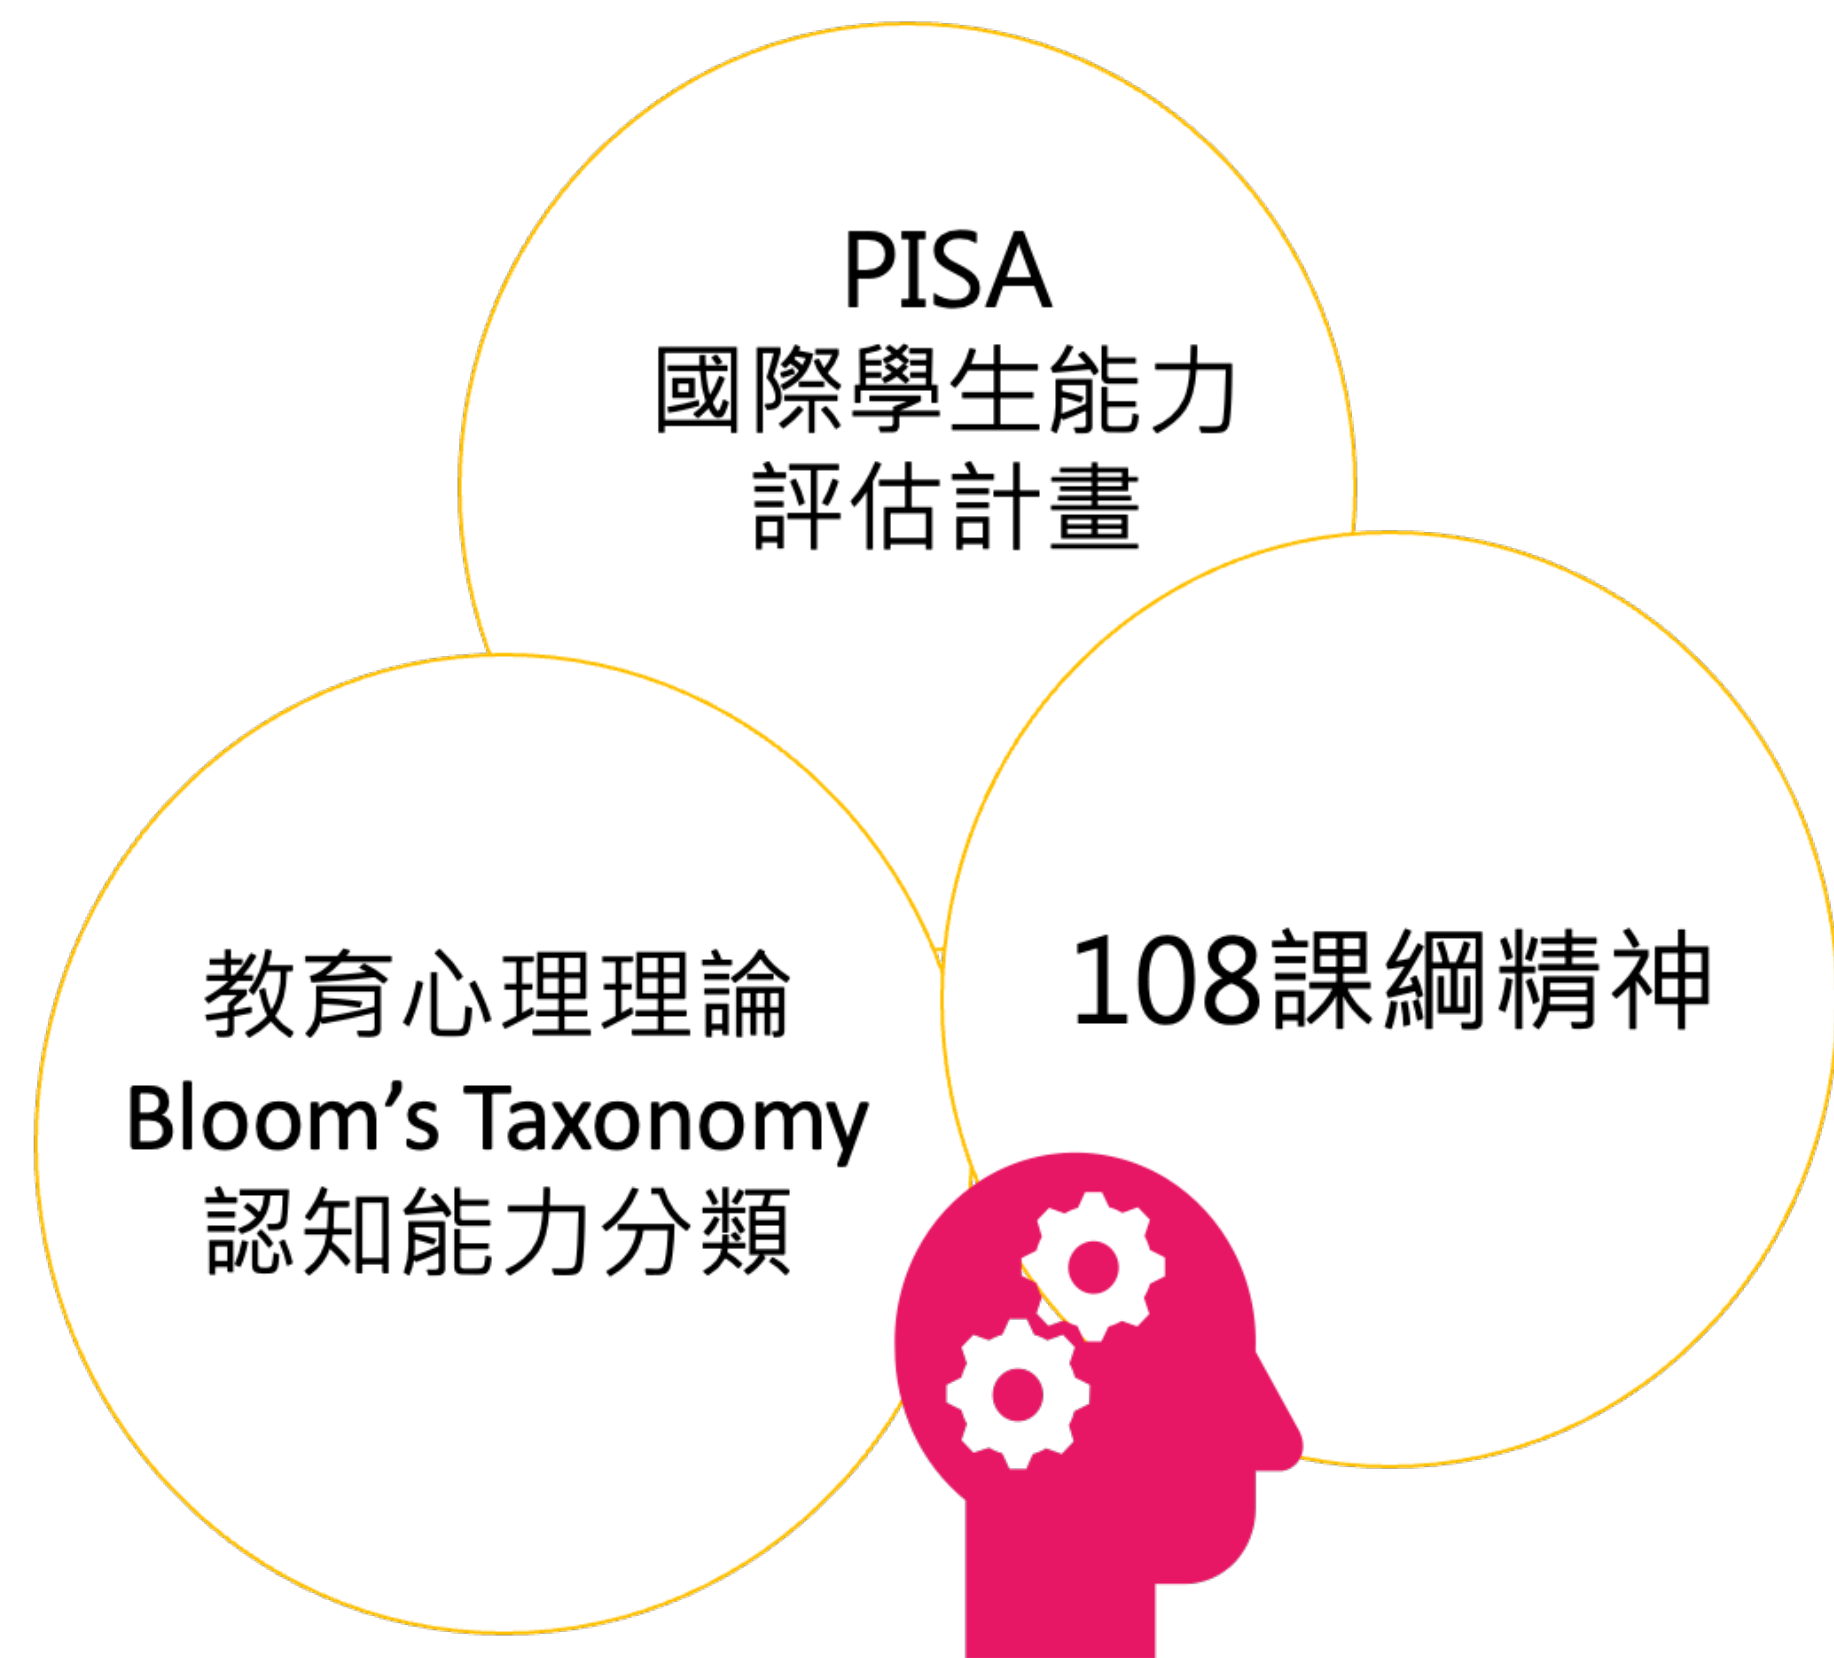 PISA
國際學生能力
評估計畫
教育心理理論
Bloom’s Taxonomy
認知能力分類
108課綱精神